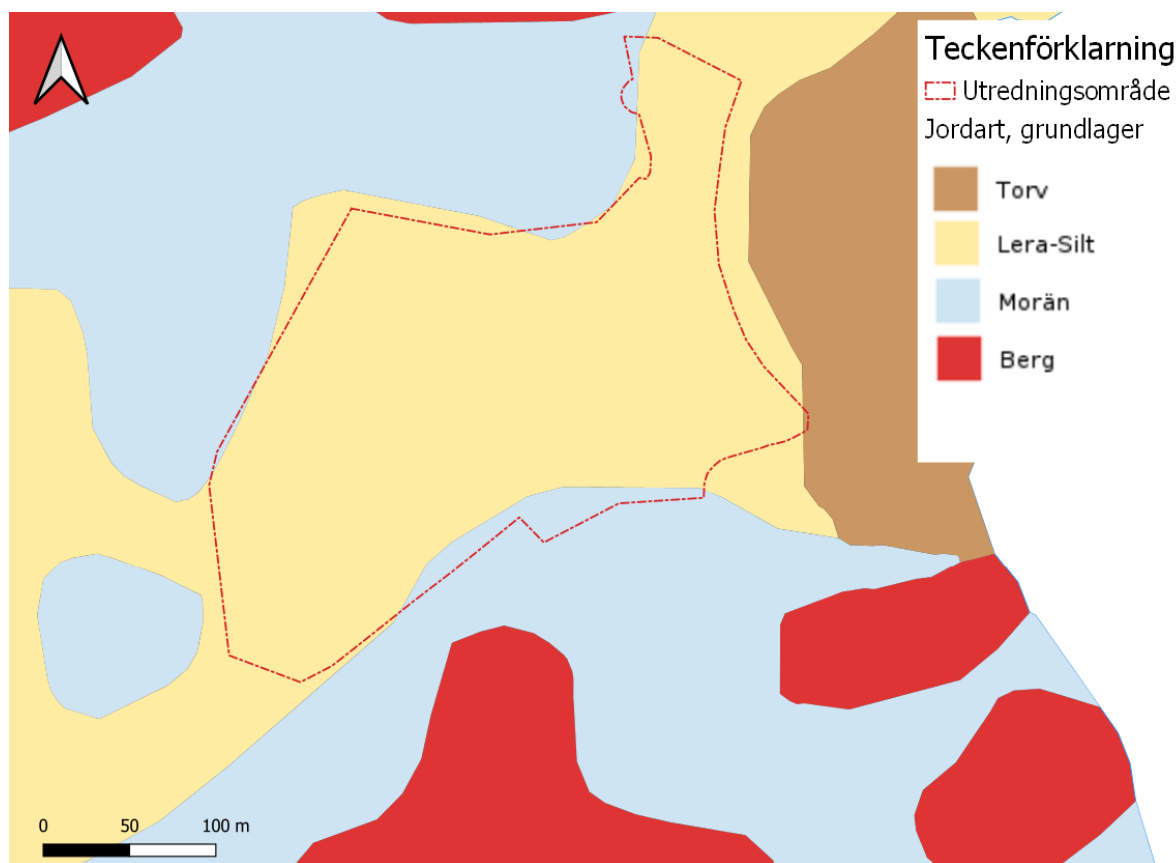 Teckenförklarning
Utredningsområde
Jordart, grundlager
Torv
Lera-Silt
Morän
Berg
0 50 100 m